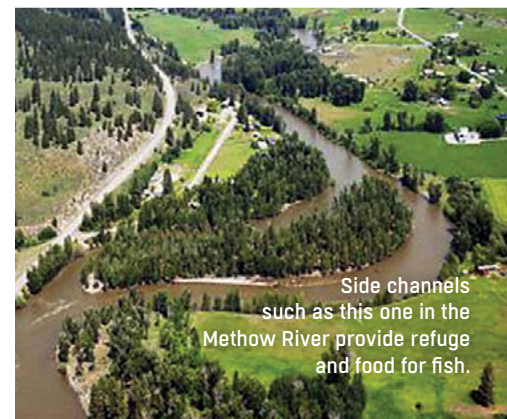 Side channels
such as this one in the
Methow River provide refuge
and food for fish.